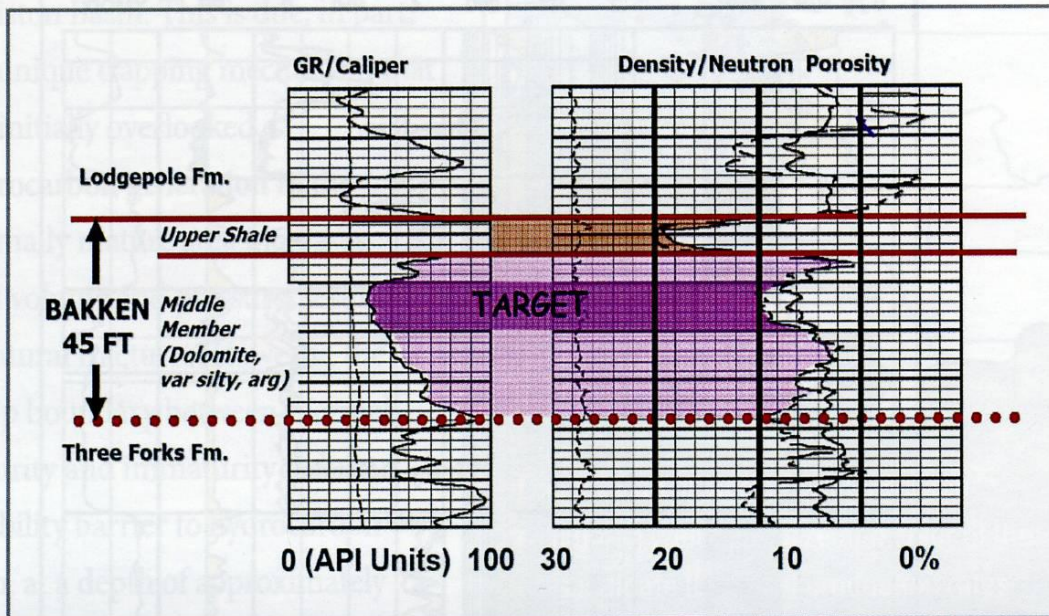 GR/Caliper
Density/Neutron Porosity
Lodgepole Fm.
Upper Shale
BAKKEN
45 FT
Middle
Member
(Dolomite,
var silty, arg)
TARGET
Three Forks Fm.
0 (API Units) 100 30 20 10 0%